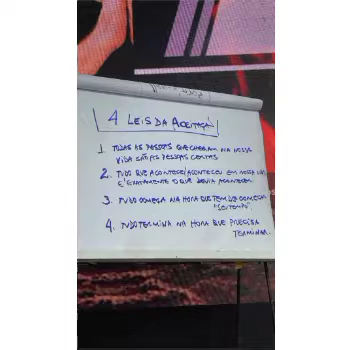 4 LEIS DA ACEITAÇÃO
1. TODAS AS PESSOAS QUE CHEGAM NA NOSSA
VIDA SÃO AS PESSOAS CERTAS
2. TUDO QUE ACONTECE/ACONTECEU EM NOSSA VIDA
É EXATAMENTE O QUE DEVIA ACONTECER
3. TUDO COMEÇA NA HORA QUE TEM DE COMEÇAR
4. TUDO TERMINA NA HORA QUE PRECISA
TERMINAR.